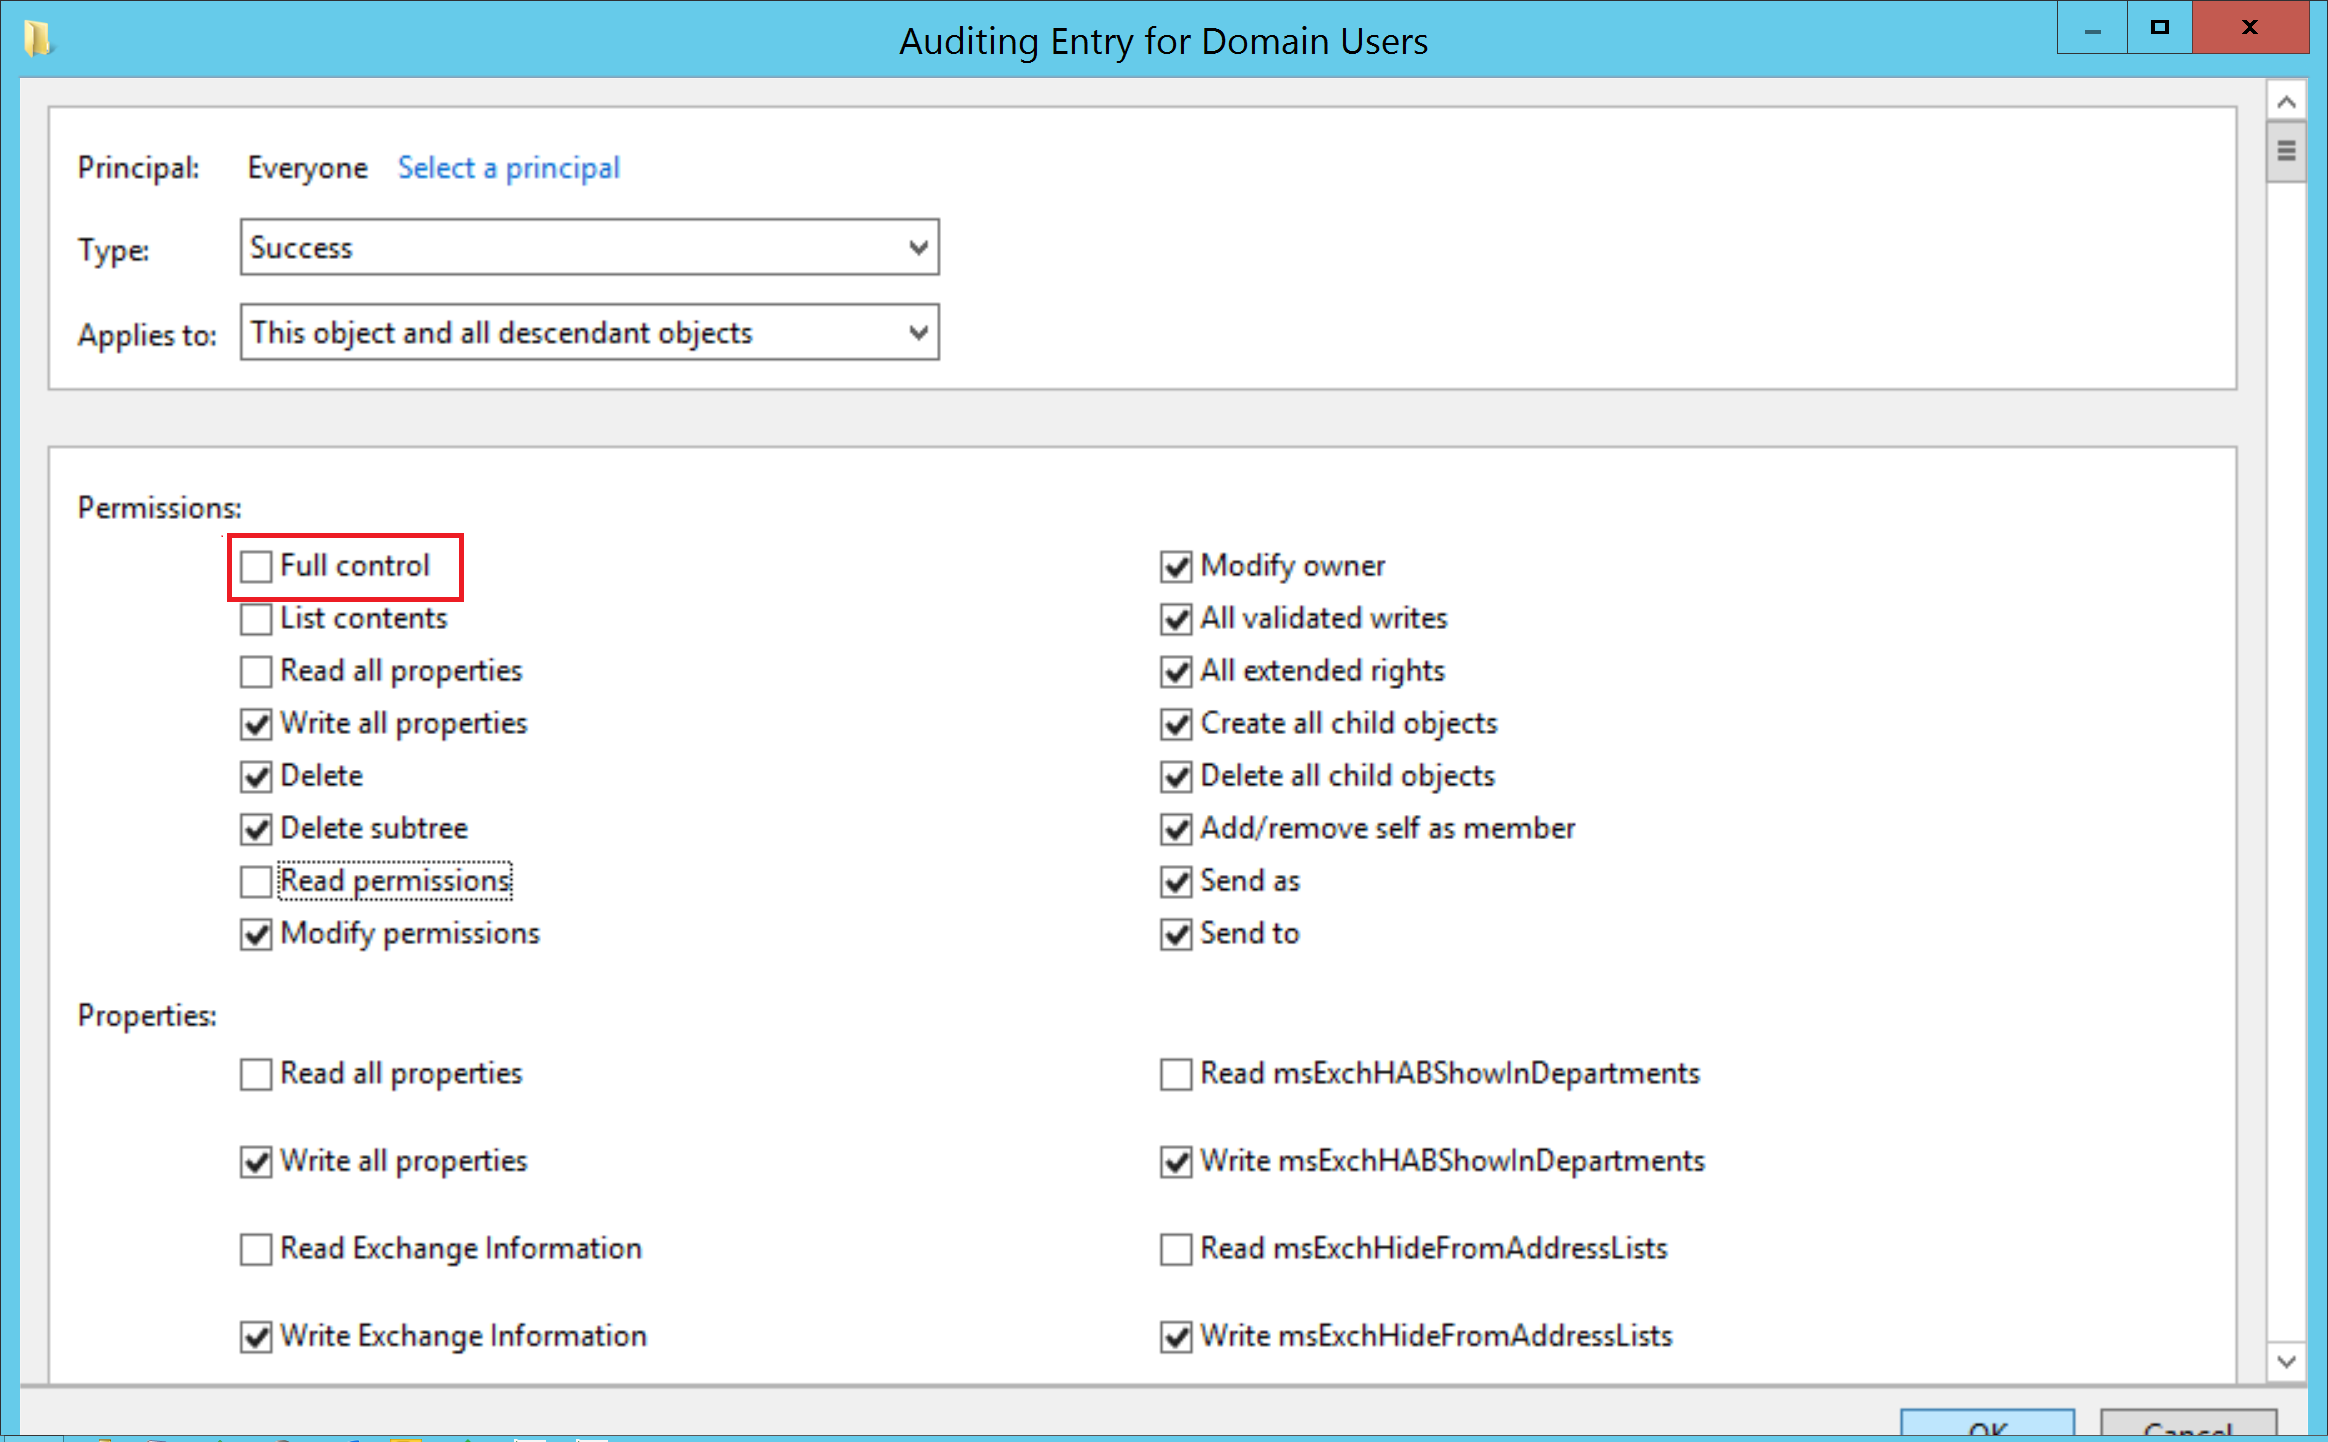 Auditing Entry for Domain Users
Principal: Everyone Select a principal
Type: Success
Applies to: This object and all descendant objects
Permissions:
Full control
List contents
Read all properties
Write all properties
Delete
Delete subtree
Read permissions
Modify permissions
Modify owner
All validated writes
All extended rights
Create all child objects
Delete all child objects
Add/remove self as member
Send as
Send to
Properties:
Read all properties
Write all properties
Read Exchange Information
Write Exchange Information
Read msExchHABShowInDepartments
Write msExchHABShowInDepartments
Read msExchHideFromAddressLists
Write msExchHideFromAddressLists
OK Cancel